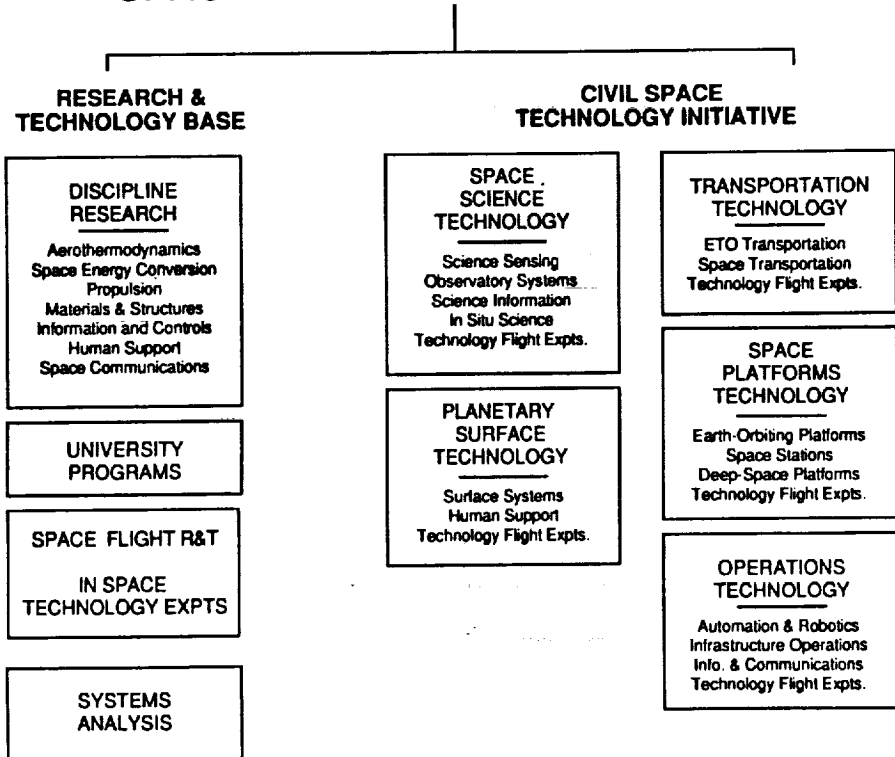 RESEARCH &
TECHNOLOGY BASE
DISCIPLINE
RESEARCH
Aerothermodynamics
Space Energy Conversion
Propulsion
Materials & Structures
Information and Controls
Human Support
Space Communications
UNIVERSITY
PROGRAMS
SPACE FLIGHT R&T
IN SPACE
TECHNOLOGY EXPTS
SYSTEMS
ANALYSIS
CIVIL SPACE
TECHNOLOGY INITIATIVE
SPACE
SCIENCE
TECHNOLOGY
Science Sensing
Observatory Systems
Science Information
In Situ Science
Technology Flight Expts.
PLANETARY
SURFACE
TECHNOLOGY
Surface Systems
Human Support
Technology Flight Expts.
TRANSPORTATION
TECHNOLOGY
ETO Transportation
Space Transportation
Technology Flight Expts.
SPACE
PLATFORMS
TECHNOLOGY
Earth-Orbiting Platforms
Space Stations
Deep-Space Platforms
Technology Flight Expts.
OPERATIONS
TECHNOLOGY
Automation & Robotics
Infrastructure Operations
Info. & Communications
Technology Flight Expts.